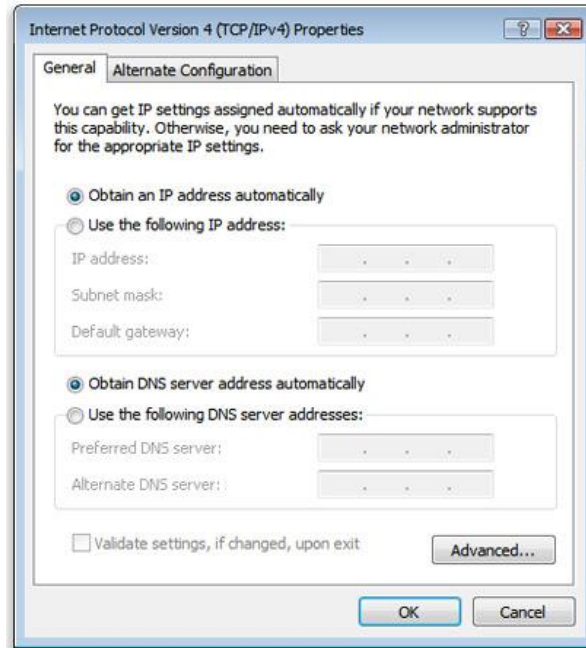 Internet Protocol Version 4 (TCP/IPv4) Properties
General
Alternate Configuration
You can get IP settings assigned automatically if your network supports
this capability. Otherwise, you need to ask your network administrator
for the appropriate IP settings.
Obtain an IP address automatically
Use the following IP address:
IP address:
Subnet mask:
Default gateway:
Obtain DNS server address automatically
Use the following DNS server addresses:
Preferred DNS server:
Alternate DNS server:
Validate settings, if changed, upon exit
Advanced...
OK
Cancel